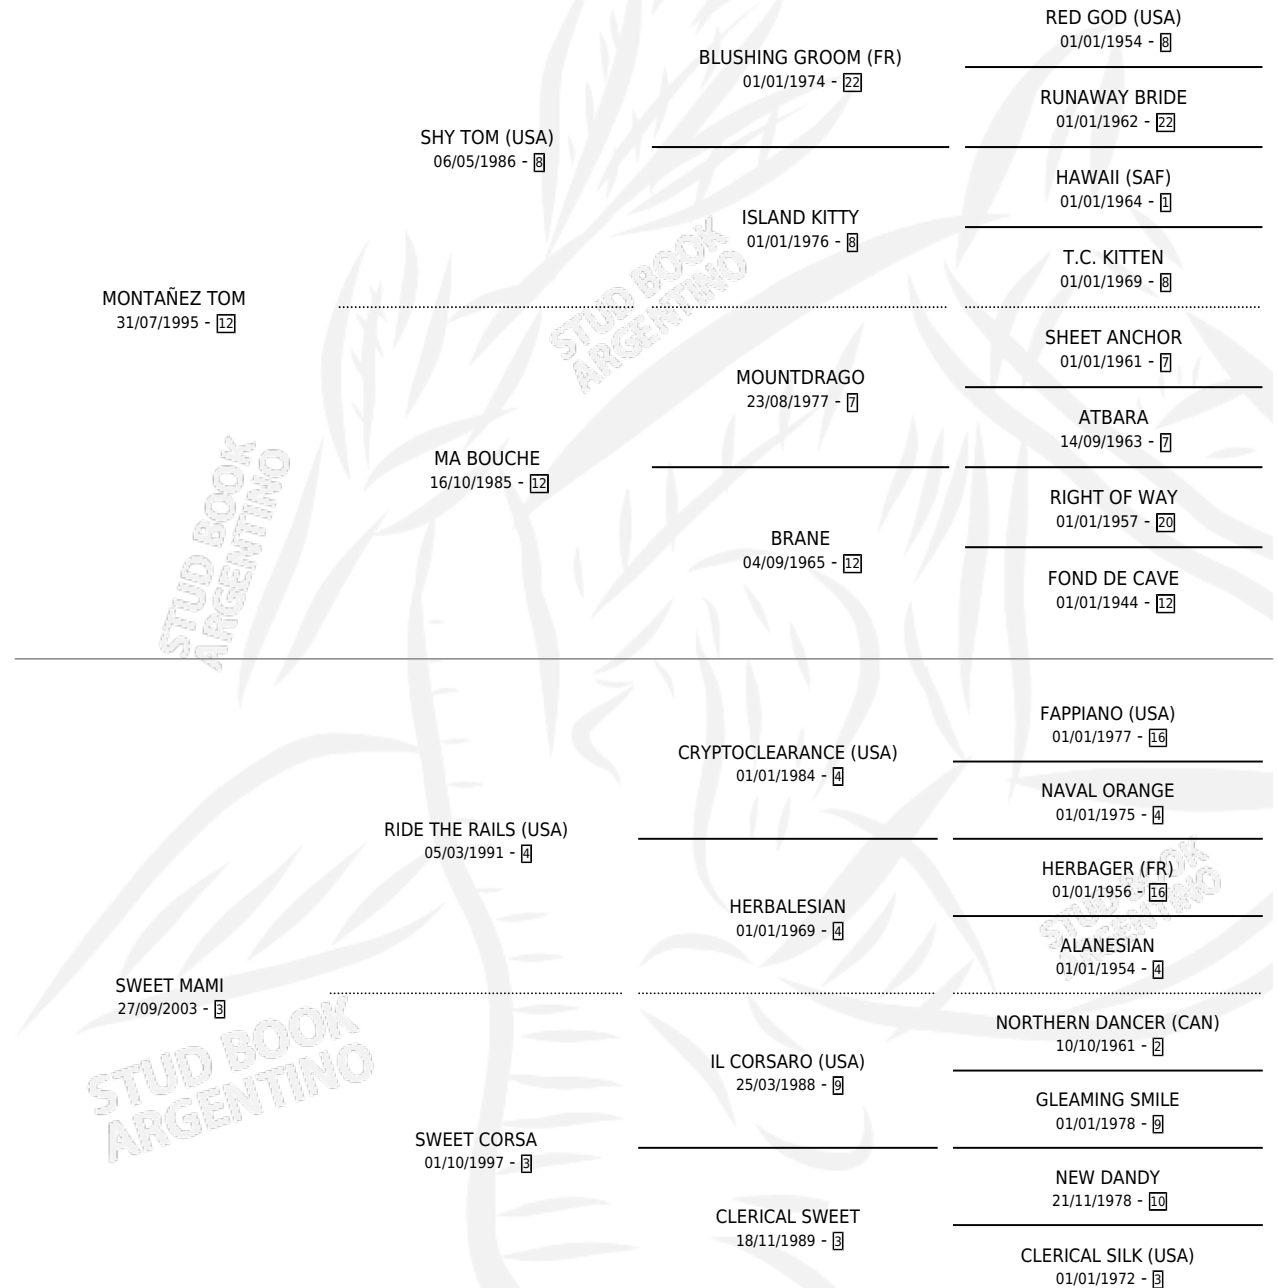 RED GOD (USA)
01/01/1954 - 8
BLUSHING GROOM (FR)
01/01/1974 - 22
RUNAWAY BRIDE
01/01/1962 - 22
SHY TOM (USA)
06/05/1986 - 8
HAWAII (SAF)
01/01/1964 - 1
ISLAND KITTY
01/01/1976 - 8
T.C. KITTEN
01/01/1969 - 8
MONTAÑEZ TOM
31/07/1995 - 12
STUD BOOK
ARGENTINO
SHEET ANCHOR
01/01/1961 - 7
MOUNTDRAGO
23/08/1977 - 7
ATBARA
14/09/1963 - 7
MA BOUCHE
16/10/1985 - 12
RIGHT OF WAY
01/01/1957 - 20
BRANE
04/09/1965 - 12
FOND DE CAVE
01/01/1944 - 12
STUD BOOK
ARGENTINO
FAPPIANO (USA)
01/01/1977 - 16
CRYPTOCLEARANCE (USA)
01/01/1984 - 4
NAVAL ORANGE
01/01/1975 - 4
RIDE THE RAILS (USA)
05/03/1991 - 4
HERBAGER (FR)
01/01/1956 - 16
HERBALESIAN
01/01/1969 - 4
STUD BOOK
ARGENTINO
ALANESIAN
01/01/1954 - 4
SWEET MAMI
27/09/2003 - 3
STUD BOOK
ARGENTINO
NORTHERN DANCER (CAN)
10/10/1961 - 2
IL CORSARO (USA)
25/03/1988 - 9
GLEAMING SMILE
01/01/1978 - 9
SWEET CORSA
01/10/1997 - 3
NEW DANDY
21/11/1978 - 10
CLERICAL SWEET
18/11/1989 - 3
CLERICAL SILK (USA)
01/01/1972 - 3